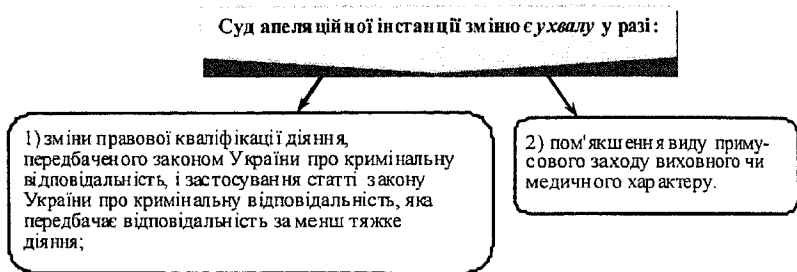 Суд апеляційної інстанції змінює ухвалу у разі:
1) зміни правової кваліфікації діяння,
передбаченого законом України про кримінальну
відповідальність, і застосування статті закону
України про кримінальну відповідальність, яка
передбачає відповідальність за менш тяжке
діяння;
2) пом'якшення виду приму-
сового заходу виховного чи
медичного характеру.